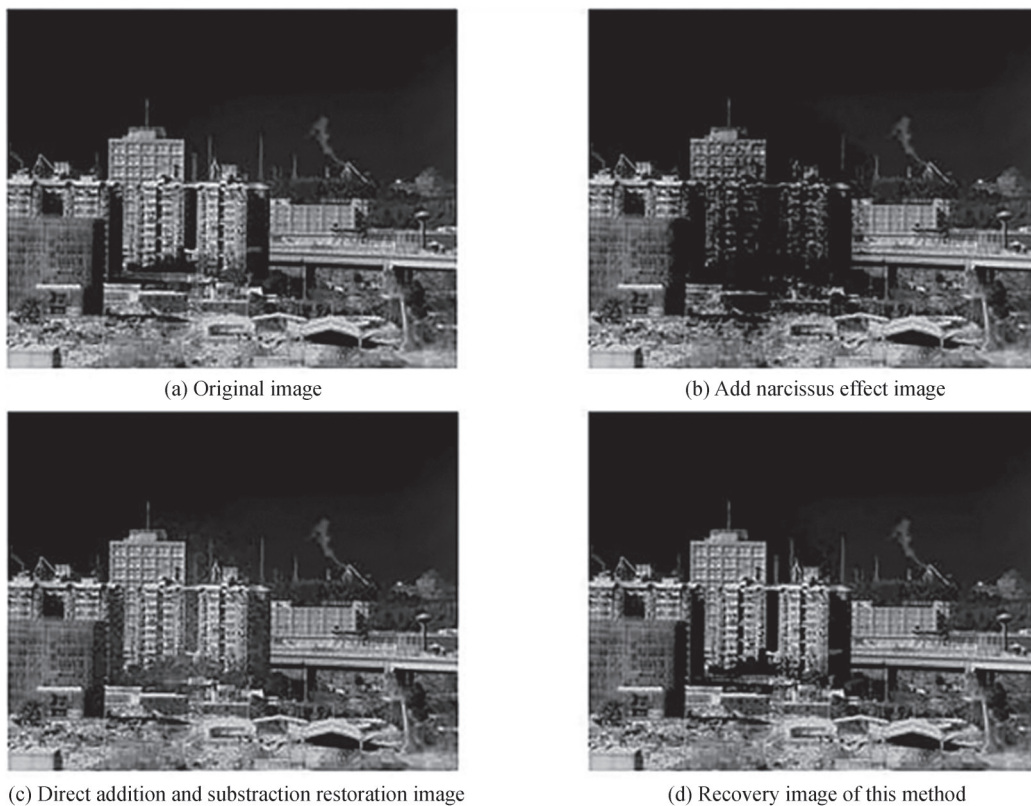 (a) Original image
(b) Add narcissus effect image
(c) Direct addition and substraction restoration image
(d) Recovery image of this method